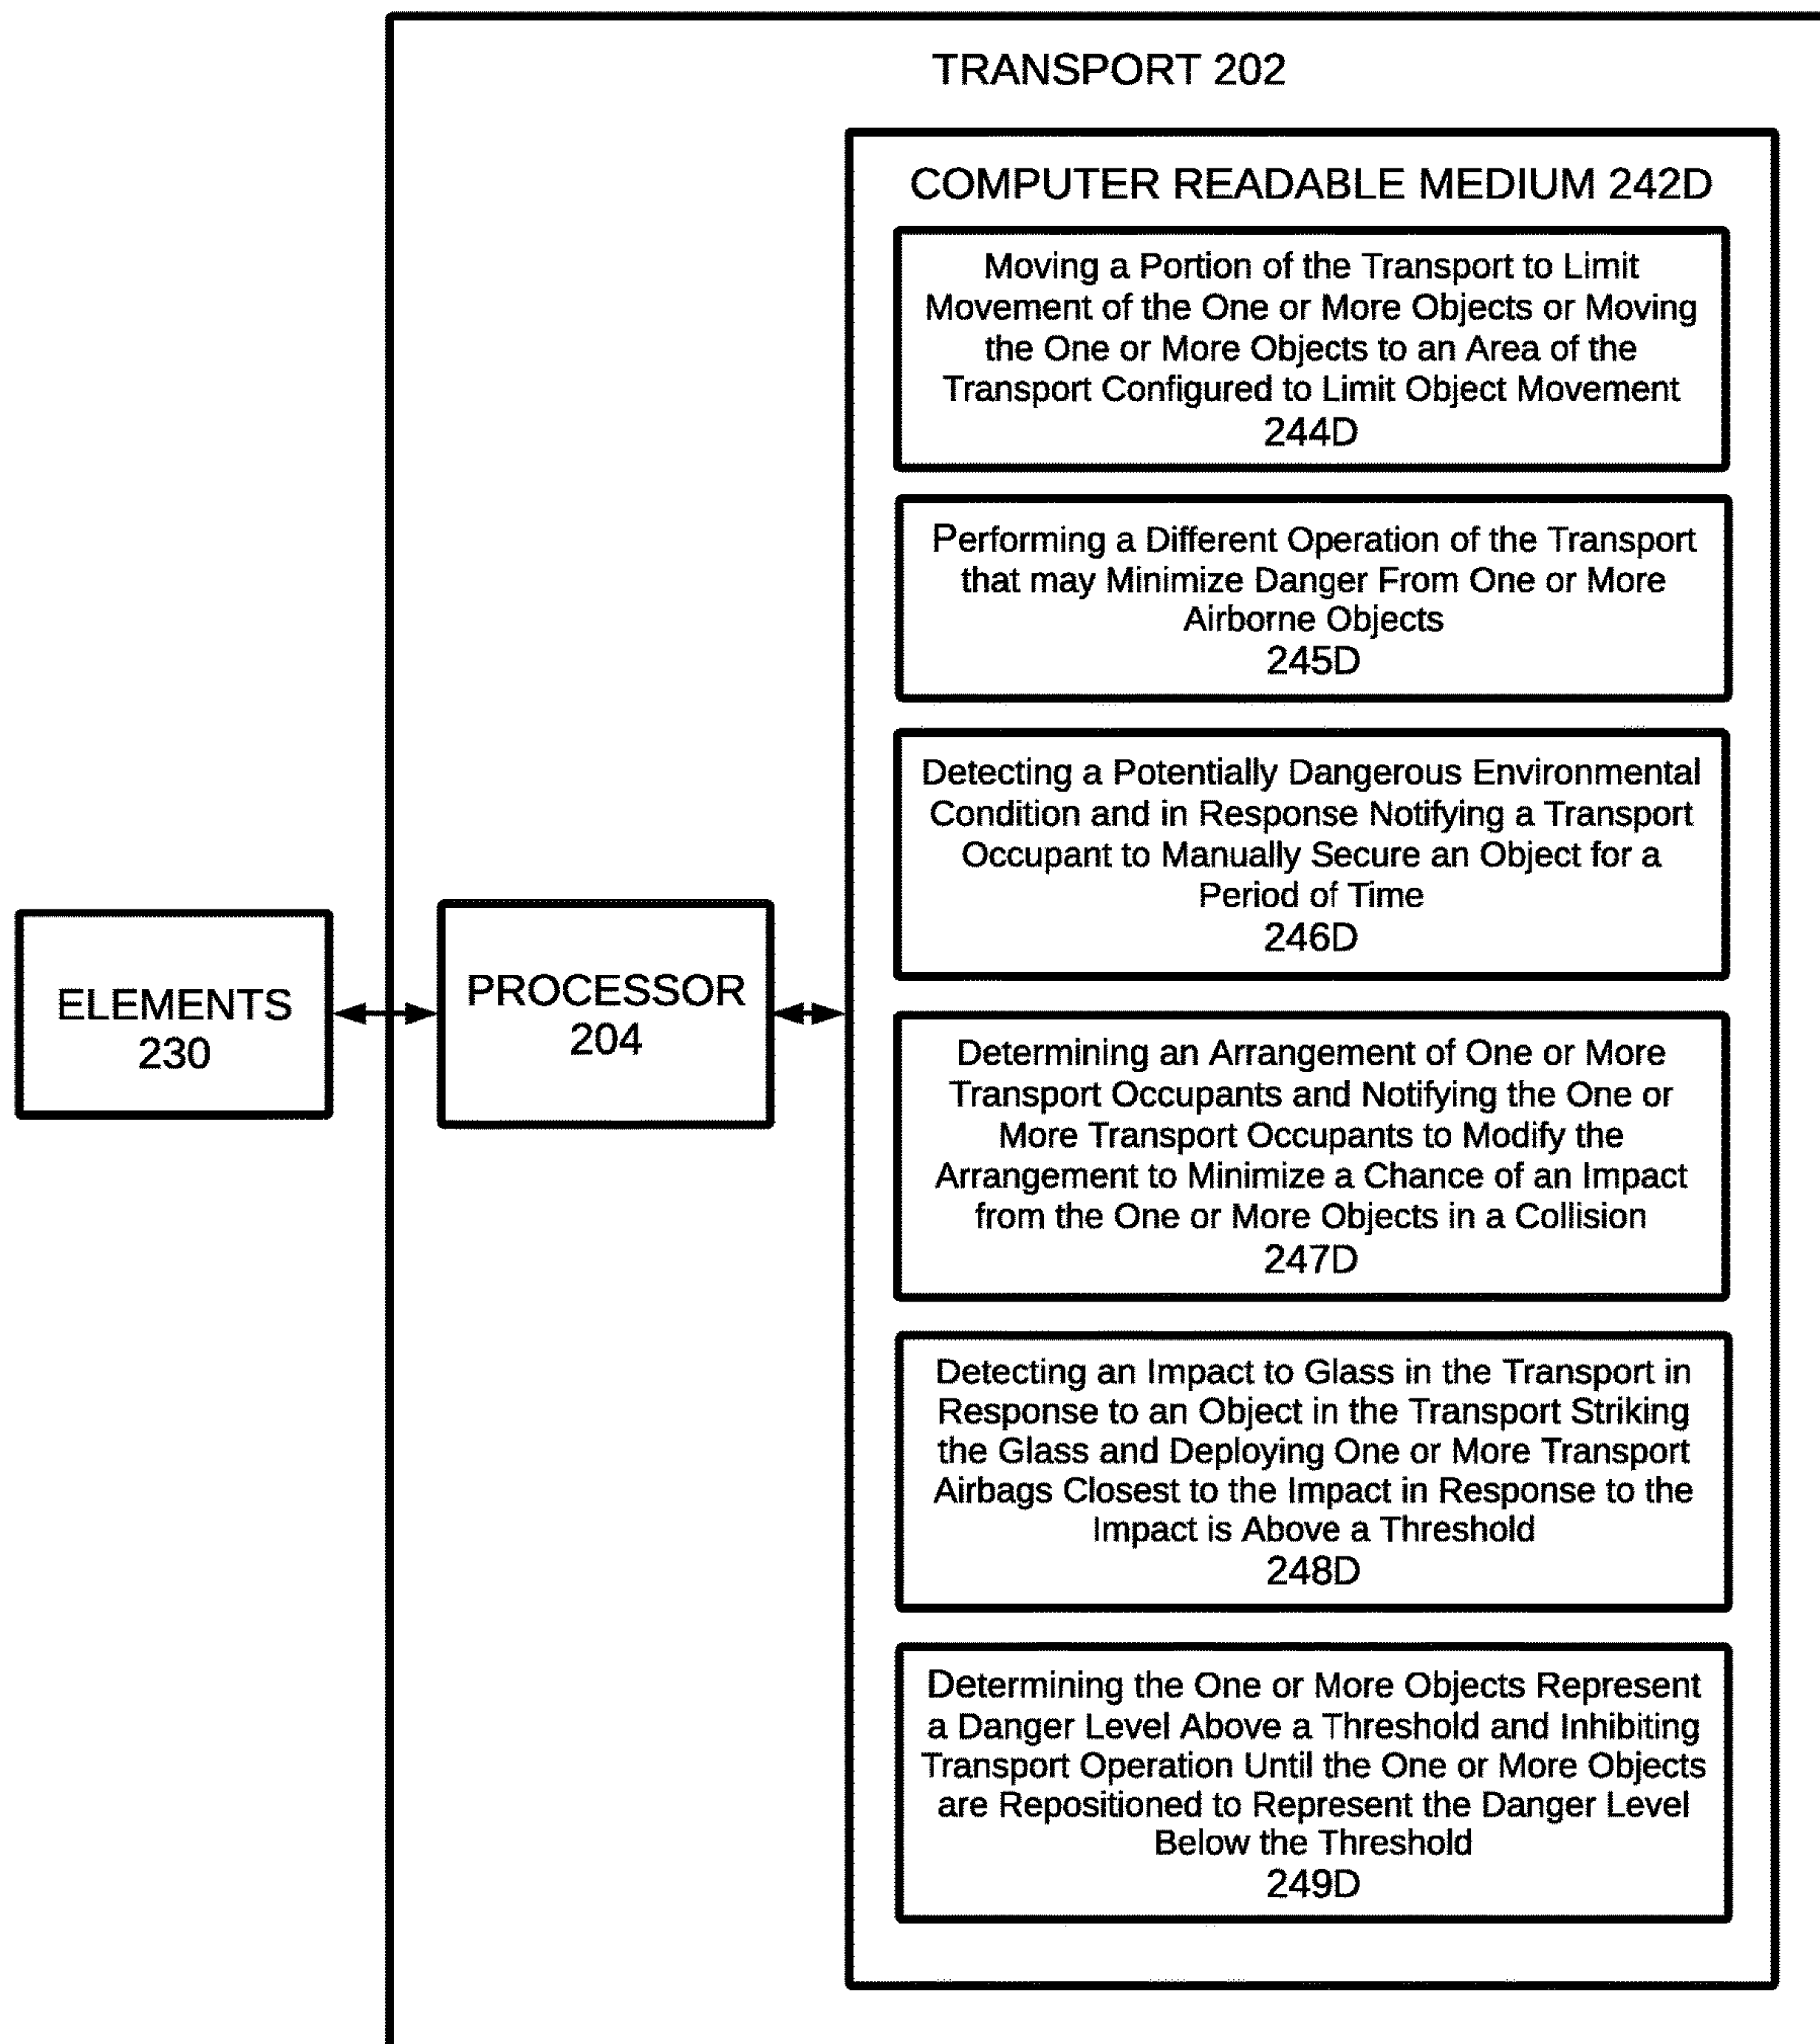 TRANSPORT 202
COMPUTER READABLE MEDIUM 242D
Moving a Portion of the Transport to Limit
Movement of the One or More Objects or Moving
the One or More Objects to an Area of the
Transport Configured to Limit Object Movement
244D
Performing a Different Operation of the Transport
that may Minimize Danger From One or More
Airborne Objects
245D
Detecting a Potentially Dangerous Environmental
Condition and in Response Notifying a Transport
Occupant to Manually Secure an Object for a
Period of Time
246D
ELEMENTS
230
PROCESSOR
204
Determining an Arrangement of One or More
Transport Occupants and Notifying the One or
More Transport Occupants to Modify the
Arrangement to Minimize a Chance of an Impact
from the One or More Objects in a Collision
247D
Detecting an Impact to Glass in the Transport in
Response to an Object in the Transport Striking
the Glass and Deploying One or More Transport
Airbags Closest to the Impact in Response to the
Impact is Above a Threshold
248D
Determining the One or More Objects Represent
a Danger Level Above a Threshold and Inhibiting
Transport Operation Until the One or More Objects
are Repositioned to Represent the Danger Level
Below the Threshold
249D